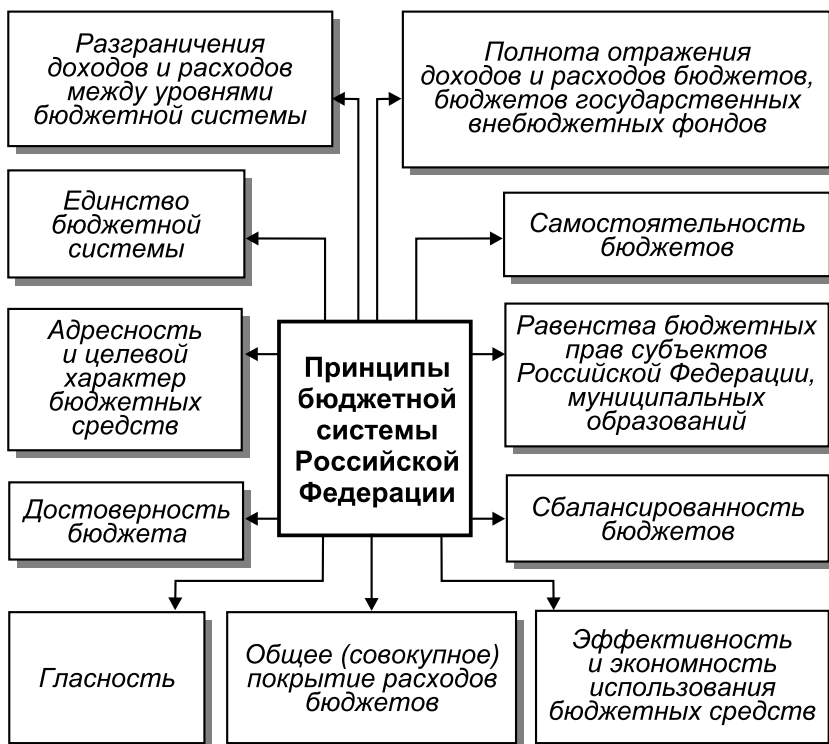 Разграничения
доходов и расходов
между уровнями
бюджетной системы
Полнота отражения
доходов и расходов бюджетов,
бюджетов государственных
внебюджетных фондов
Единство
бюджетной
системы
Самостоятельность
бюджетов
Адресность
и целевой
характер
бюджетных
средств
Принципы
бюджетной
системы
Российской
Федерации
Равенства бюджетных
прав субъектов
Российской Федерации,
муниципальных
образований
Достоверность
бюджета
Сбалансированность
бюджетов
Гласность
Общее (совокупное)
покрытие расходов
бюджетов
Эффективность
и экономность
использования
бюджетных средств